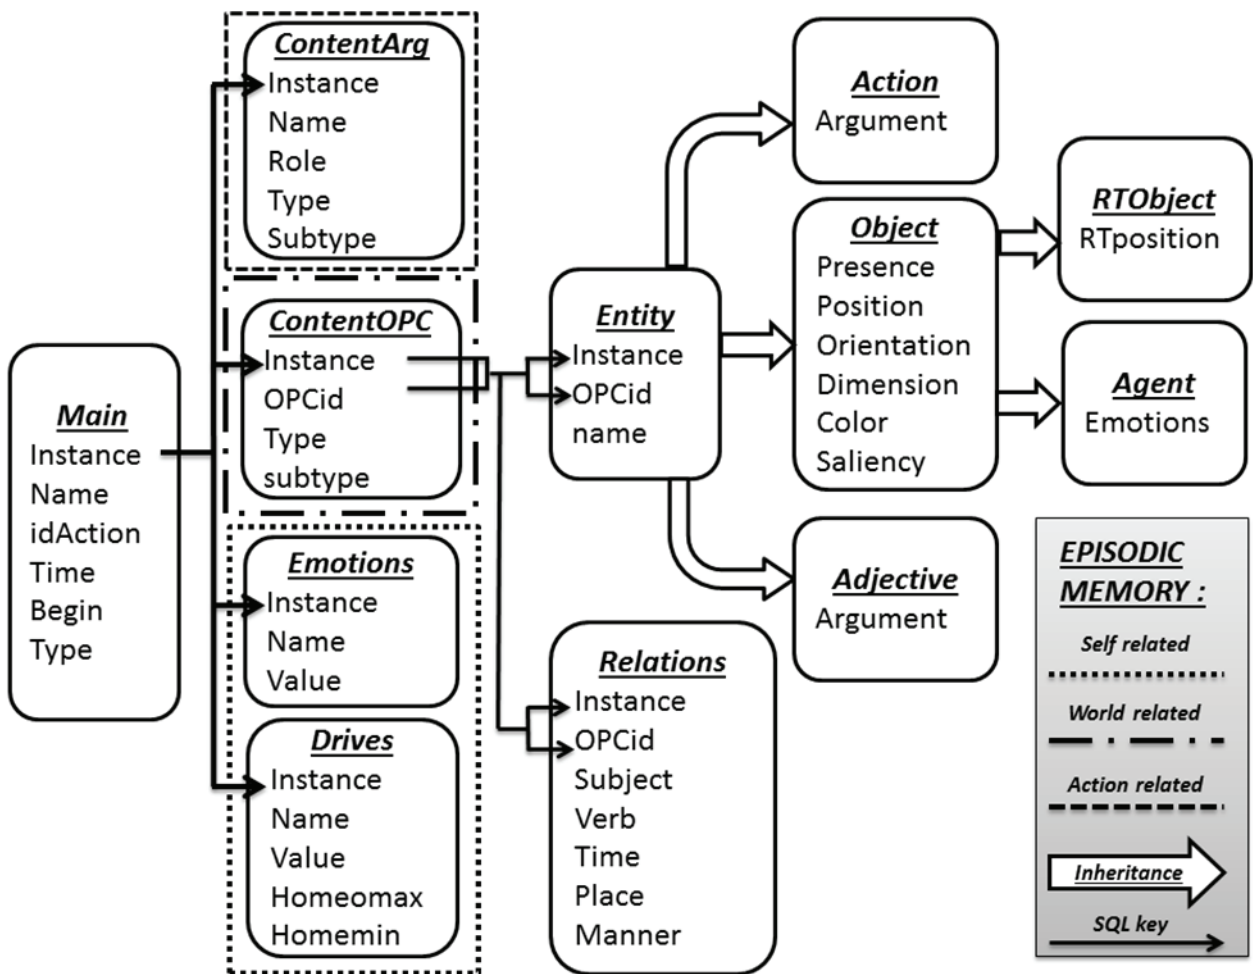 ContentArg
Instance
Name
Role
Type
Subtype
ContentOPC
Instance
OPCid
Type
subtype
Main
Instance
Name
idAction
Time
Begin
Type
Emotions
Instance
Name
Value
Drives
Instance
Name
Value
Homeomax
Homemin
Entity
Instance
OPCid
name
Relations
Instance
OPCid
Subject
Verb
Time
Place
Manner
Action
Argument
Object
Presence
Position
Orientation
Dimension
Color
Saliency
Adjective
Argument
RTObject
RTposition
Agent
Emotions
EPISODIC
MEMORY :
Self related
World related
Action related
Inheritance
SQL key